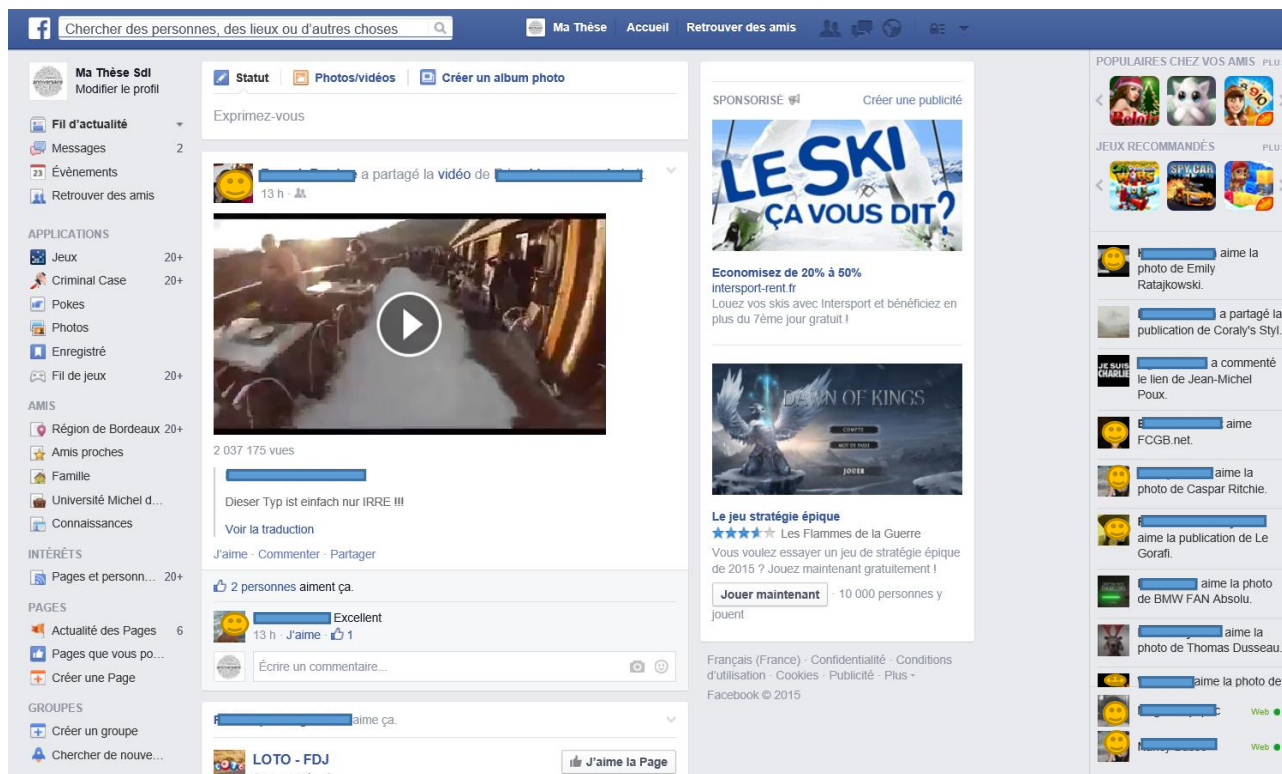 f
Chercher des personnes, des lieux ou d'autres choses
Ma Thèse Accueil Retrouver des amis
Ma Thèse Sdl
Modifier le profil
Fil d'actualité
Messages 2
Évènements
Retrouver des amis
APPLICATIONS
Jeux 20+
Criminal Case 20+
Pokes
Photos
Enregistré
Fil de jeux 20+
AMIS
Région de Bordeaux 20+
Amis proches
Famille
Université Michel d...
Connaissances
INTÉRÊTS
Pages et personn... 20+
PAGES
Actualité des Pages 6
Pages que vous po...
Créer une Page
GROUPES
Créer un groupe
Chercher de nouve...
Statut Photos/vidéos Créer un album photo
Exprimez-vous
a partagé la vidéo de
13 h ·
2 037 175 vues
Dieser Typ ist einfach nur IRRE !!!
Voir la traduction
J'aime · Commenter · Partager
2 personnes aiment ça.
Excellent
13 h · J'aime · 1
Écrire un commentaire...
aime ça.
LOTO - FDJ
J'aime la Page
SPONSORISÉ Créer une publicité
LE SKI
ÇA VOUS DIT?
Economisez de 20% à 50%
intersport-rent.fr
Louez vos skis avec Intersport et bénéficiez en
plus du 7ème jour gratuit !
DAWN OF KINGS
COMPTE
MOT DE PASSE
JOUER
Le jeu stratégie épique
Les Flammes de la Guerre
Vous voulez essayer un jeu de stratégie épique
de 2015 ? Jouez maintenant gratuitement !
Jouer maintenant · 10 000 personnes y
jouent
Français (France) · Confidentialité · Conditions
d'utilisation · Cookies · Publicité · Plus
Facebook © 2015
POPULAIRES CHEZ VOS AMIS PLU
Belote
JEUX RECOMMANDÉS PLU
SPY CAR
aime la
photo de Emily
Ratajkowski.
a partagé la
publication de Coraly's Styl.
JE SUIS
CHARLIE
a commenté
le lien de Jean-Michel
Poux.
aime
FCGB.net.
aime la
photo de Caspar Ritchie.
aime la publication de Le
Gorafi.
aime la photo
de BMW FAN Absolu.
aime la
photo de Thomas Dusseau.
aime la photo de
Web
Web